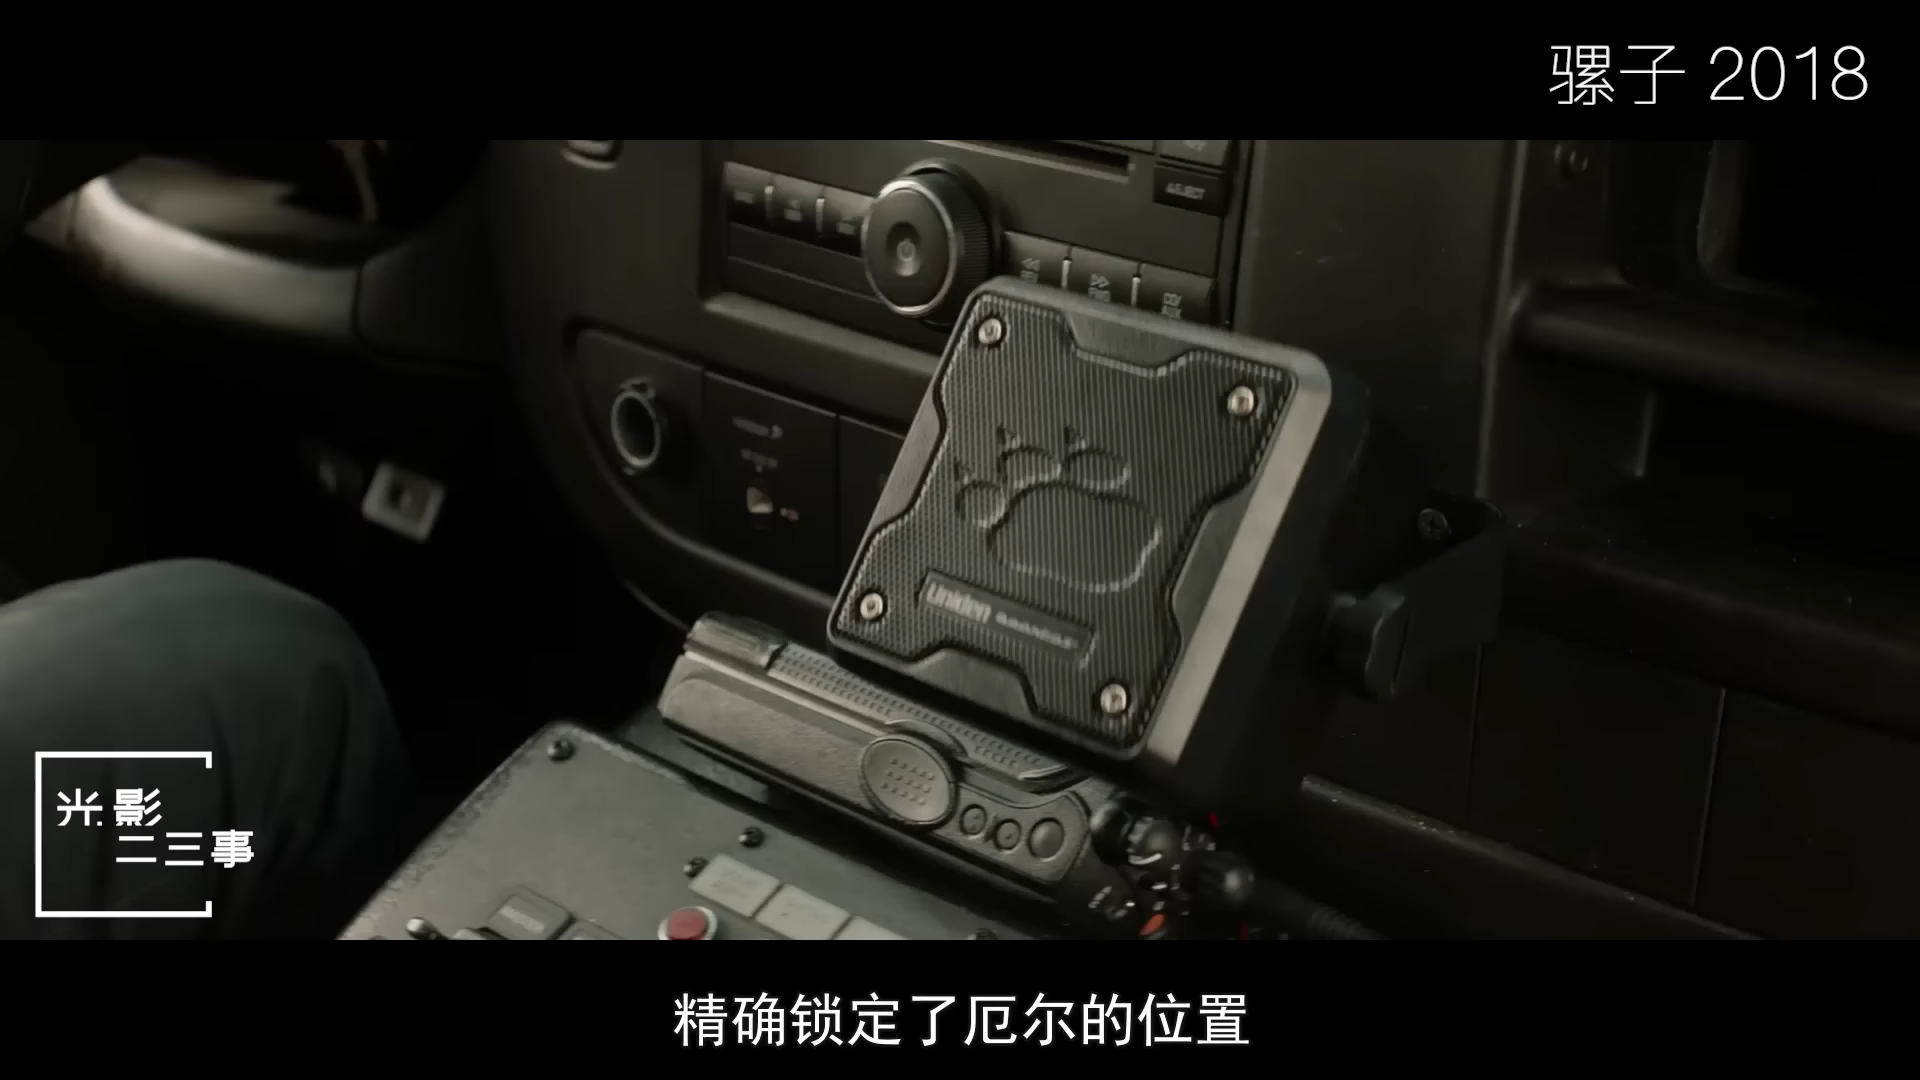 骡子 2018
uniden
光影
二三事
精确锁定了厄尔的位置